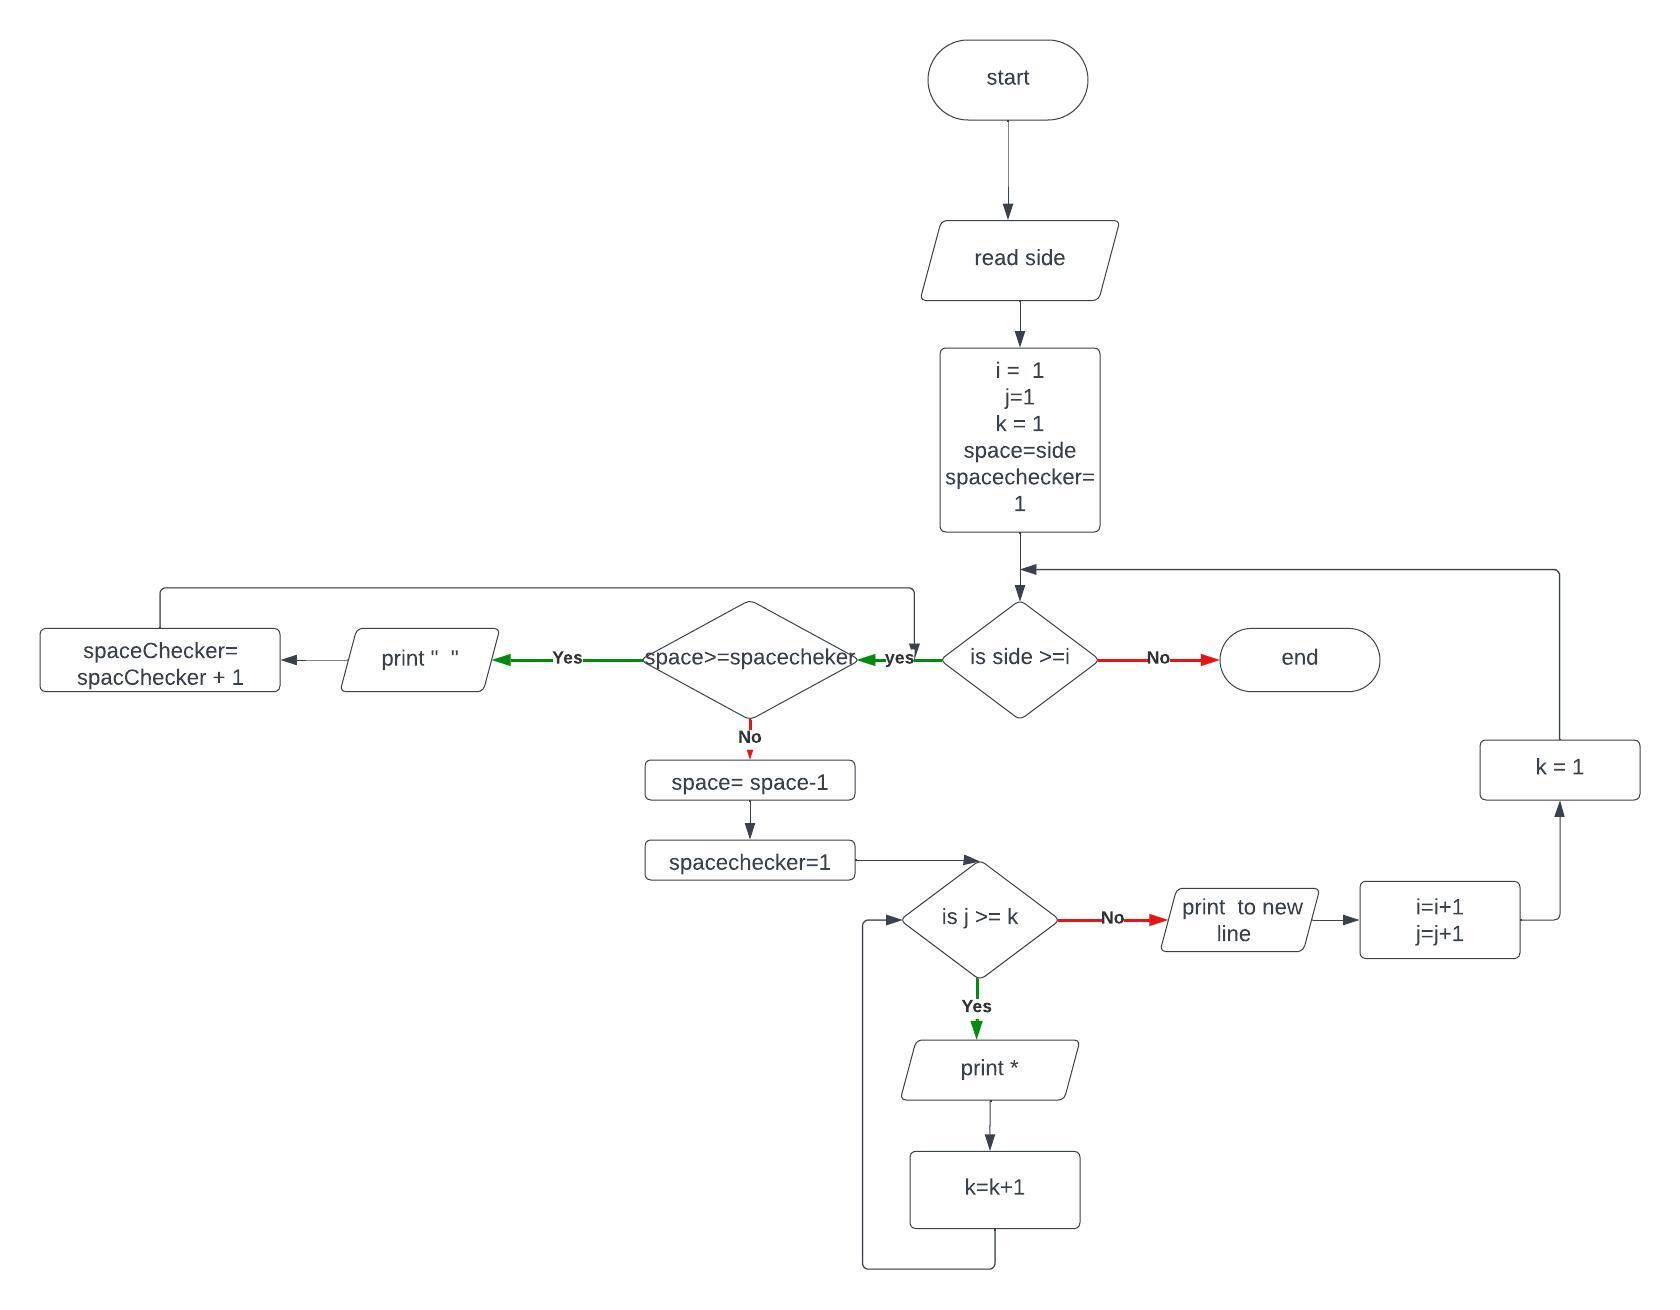 start
read side
i =  1
j=1
k = 1
space=side
spacechecker=
1
is side >=i
No
end
yes
space>=spacecheker
Yes
print "  "
spaceChecker=
spacChecker + 1
No
space= space-1
spacechecker=1
is j >= k
No
print  to new
line
i=i+1
j=j+1
k = 1
Yes
print *
k=k+1